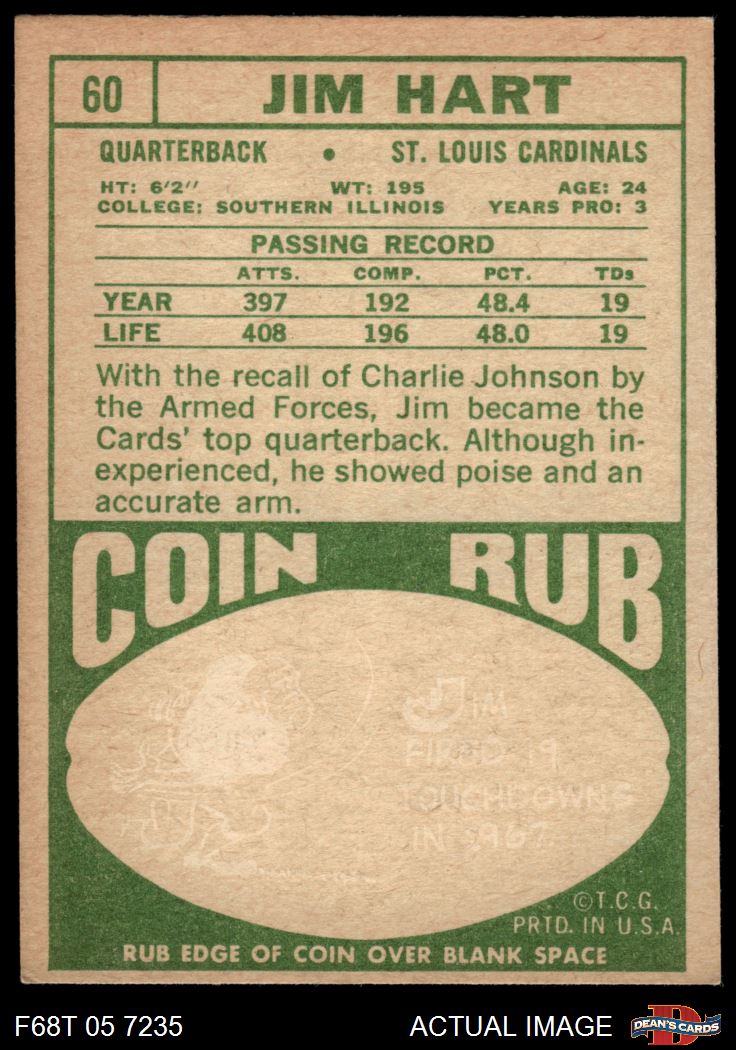 60 JIM HART
QUARTERBACK • ST. LOUIS CARDINALS
HT: 6'2" WT: 195 AGE: 24
COLLEGE: SOUTHERN ILLINOIS YEARS PRO: 3
PASSING RECORD
ATTS. COMP. PCT. TDs
YEAR 397 192 48.4 19
LIFE 408 196 48.0 19
With the recall of Charlie Johnson by
the Armed Forces, Jim became the
Cards' top quarterback. Although in-
experienced, he showed poise and an
accurate arm.
COIN RUB
JIM
FIRED 19
TOUCHDOWNS
IN 1967.
©T.C.G.
PRTD. IN U.S.A.
RUB EDGE OF COIN OVER BLANK SPACE
F68T 05 7235 ACTUAL IMAGE DEAN'S CARDS